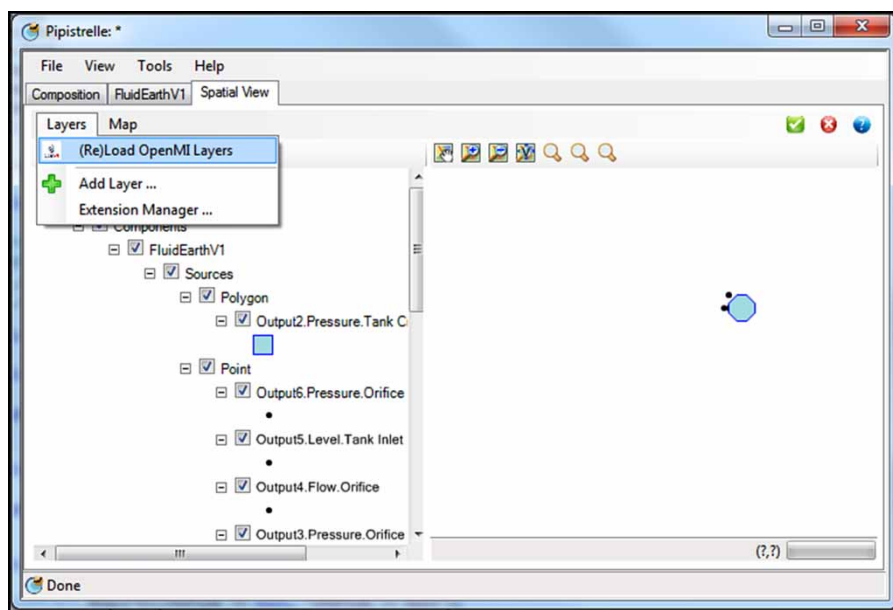 Pipistrelle: *
File View Tools Help
Composition FluidEarthV1 Spatial View
Layers Map
(Re)Load OpenMI Layers
Add Layer ...
Extension Manager ...
Components
FluidEarthV1
Sources
Polygon
Output2.Pressure.Tank C
Point
Output6.Pressure.Orifice
Output5.Level.Tank Inlet
Output4.Flow.Orifice
Output3.Pressure.Orifice
(?,?)
Done